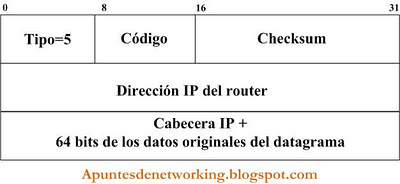 0 8 16 31
Tipo=5 Código Checksum
Dirección IP del router
Cabecera IP +
64 bits de los datos originales del datagrama
Apuntesdenetworking.blogspot.com